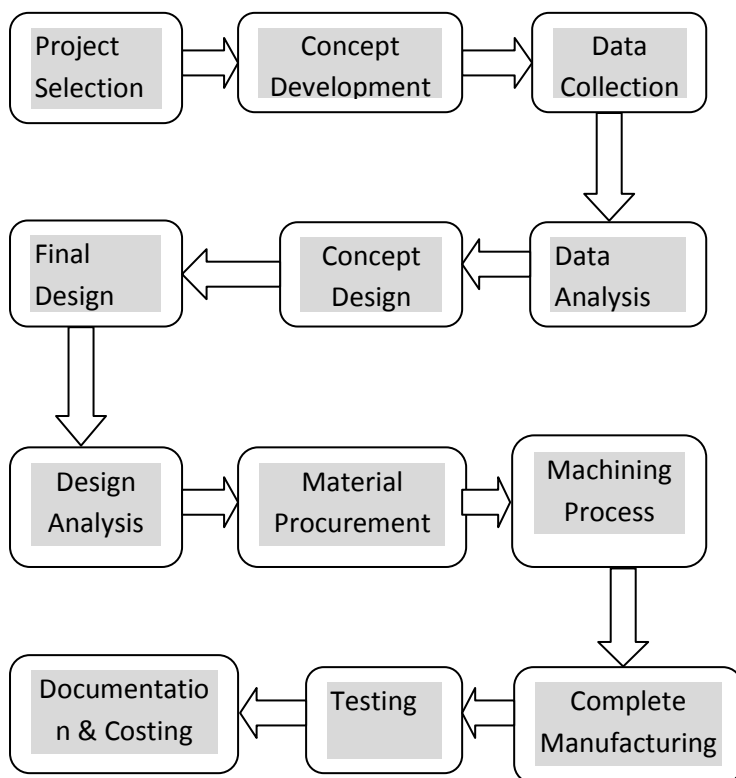 Project
Selection
Concept
Development
Data
Collection
Data
Analysis
Concept
Design
Final
Design
Design
Analysis
Material
Procurement
Machining
Process
Complete
Manufacturing
Testing
Documentatio
n & Costing